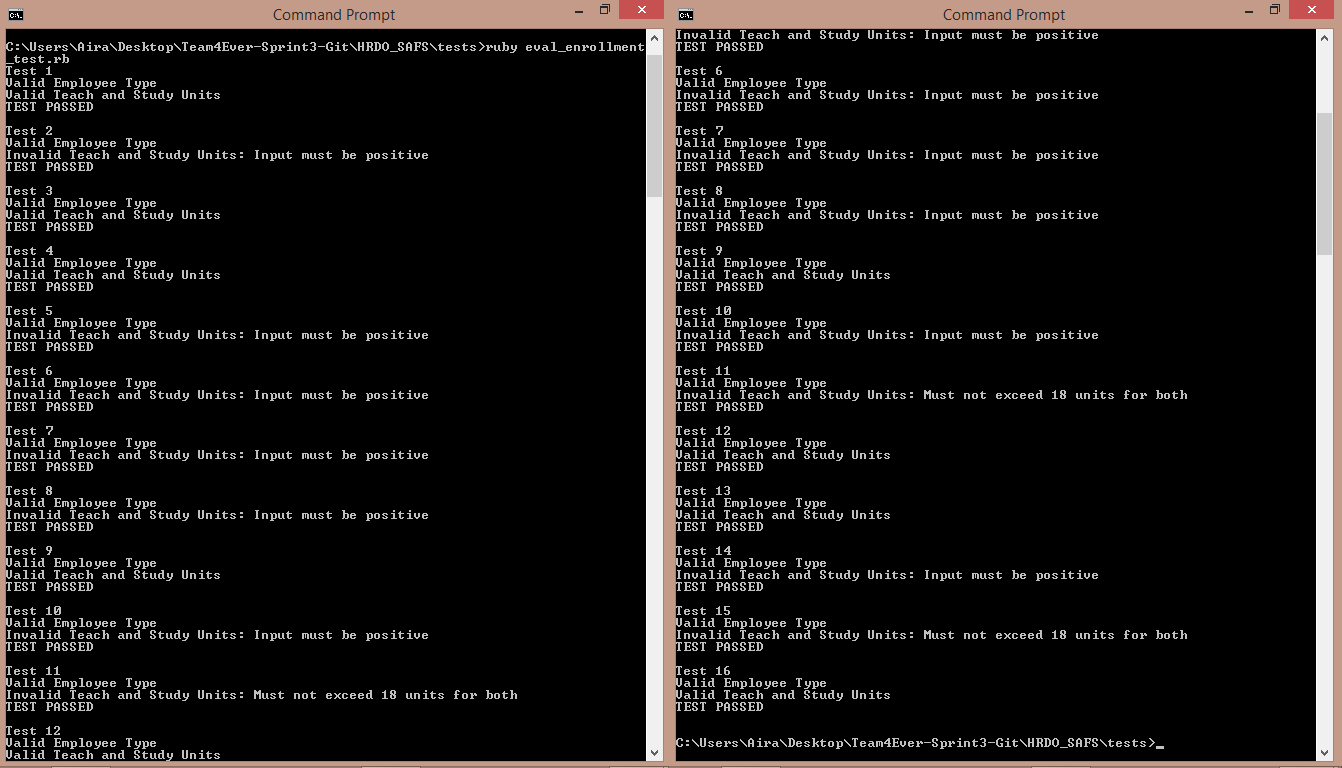 Command Prompt
C:\Users\Aira\Desktop\Team4Ever-Sprint3-Git\HRDO_SAFS\tests>ruby eval_enrollment
_test.rb
Test 1
Valid Employee Type
Valid Teach and Study Units
TEST PASSED
Test 2
Valid Employee Type
Invalid Teach and Study Units: Input must be positive
TEST PASSED
Test 3
Valid Employee Type
Valid Teach and Study Units
TEST PASSED
Test 4
Valid Employee Type
Valid Teach and Study Units
TEST PASSED
Test 5
Valid Employee Type
Invalid Teach and Study Units: Input must be positive
TEST PASSED
Test 6
Valid Employee Type
Invalid Teach and Study Units: Input must be positive
TEST PASSED
Test 7
Valid Employee Type
Invalid Teach and Study Units: Input must be positive
TEST PASSED
Test 8
Valid Employee Type
Invalid Teach and Study Units: Input must be positive
TEST PASSED
Test 9
Valid Employee Type
Valid Teach and Study Units
TEST PASSED
Test 10
Valid Employee Type
Invalid Teach and Study Units: Input must be positive
TEST PASSED
Test 11
Valid Employee Type
Invalid Teach and Study Units: Must not exceed 18 units for both
TEST PASSED
Test 12
Valid Employee Type
Valid Teach and Study Units
Command Prompt
Invalid Teach and Study Units: Input must be positive
TEST PASSED
Test 6
Valid Employee Type
Invalid Teach and Study Units: Input must be positive
TEST PASSED
Test 7
Valid Employee Type
Invalid Teach and Study Units: Input must be positive
TEST PASSED
Test 8
Valid Employee Type
Invalid Teach and Study Units: Input must be positive
TEST PASSED
Test 9
Valid Employee Type
Valid Teach and Study Units
TEST PASSED
Test 10
Valid Employee Type
Invalid Teach and Study Units: Input must be positive
TEST PASSED
Test 11
Valid Employee Type
Invalid Teach and Study Units: Must not exceed 18 units for both
TEST PASSED
Test 12
Valid Employee Type
Valid Teach and Study Units
TEST PASSED
Test 13
Valid Employee Type
Valid Teach and Study Units
TEST PASSED
Test 14
Valid Employee Type
Invalid Teach and Study Units: Input must be positive
TEST PASSED
Test 15
Valid Employee Type
Invalid Teach and Study Units: Must not exceed 18 units for both
TEST PASSED
Test 16
Valid Employee Type
Valid Teach and Study Units
TEST PASSED
C:\Users\Aira\Desktop\Team4Ever-Sprint3-Git\HRDO_SAFS\tests>_